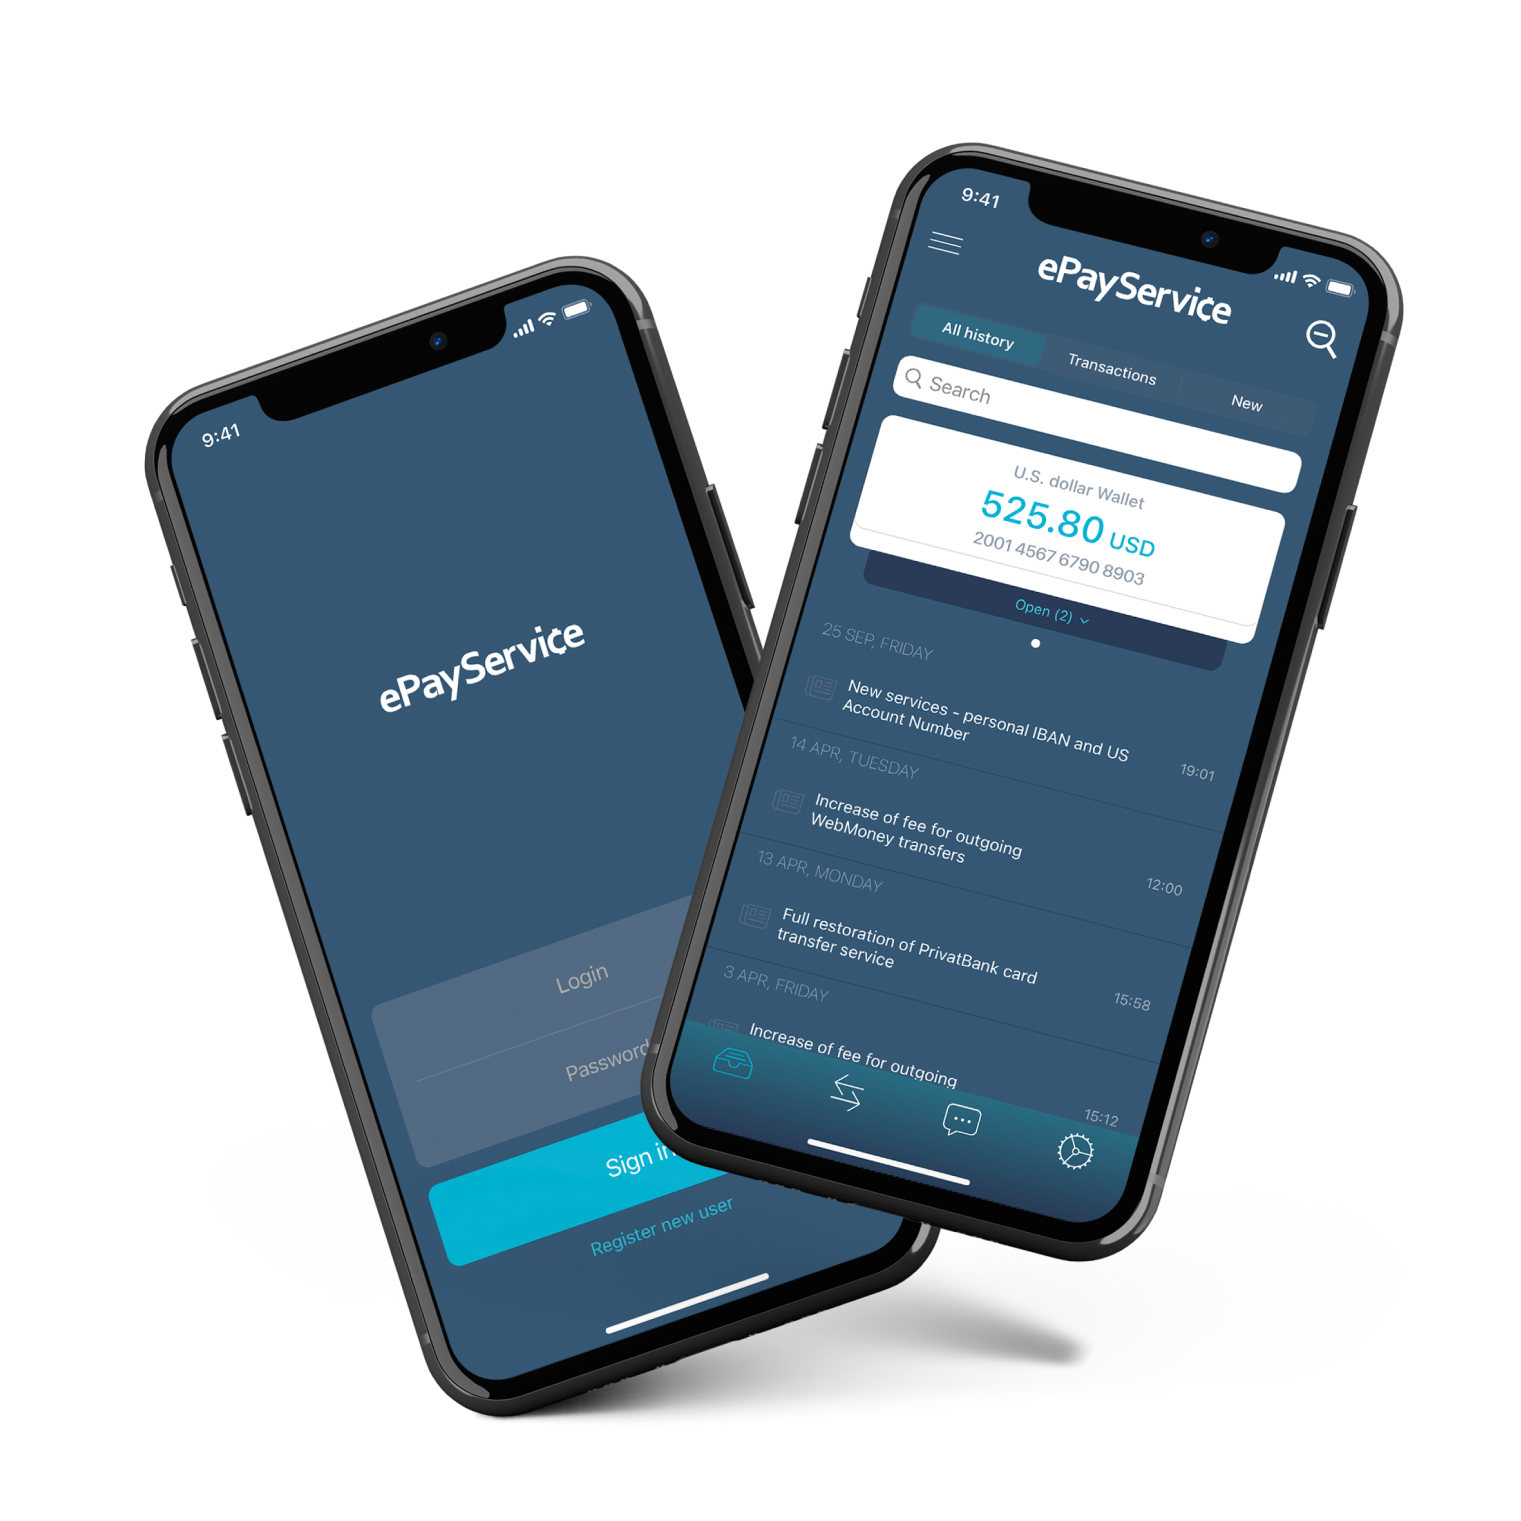 9:41
ePayService
Login
Password
Sign in
Register new user
9:41
ePayService
All history
Transactions
New
Search
U.S. dollar Wallet
525.80 USD
2001 4567 6790 8903
Open (2)
25 SEP, FRIDAY
New services - personal IBAN and US
Account Number
19:01
14 APR, TUESDAY
Increase of fee for outgoing
WebMoney transfers
12:00
13 APR, MONDAY
Full restoration of PrivatBank card
transfer service
15:58
3 APR, FRIDAY
Increase of fee for outgoing
15:12